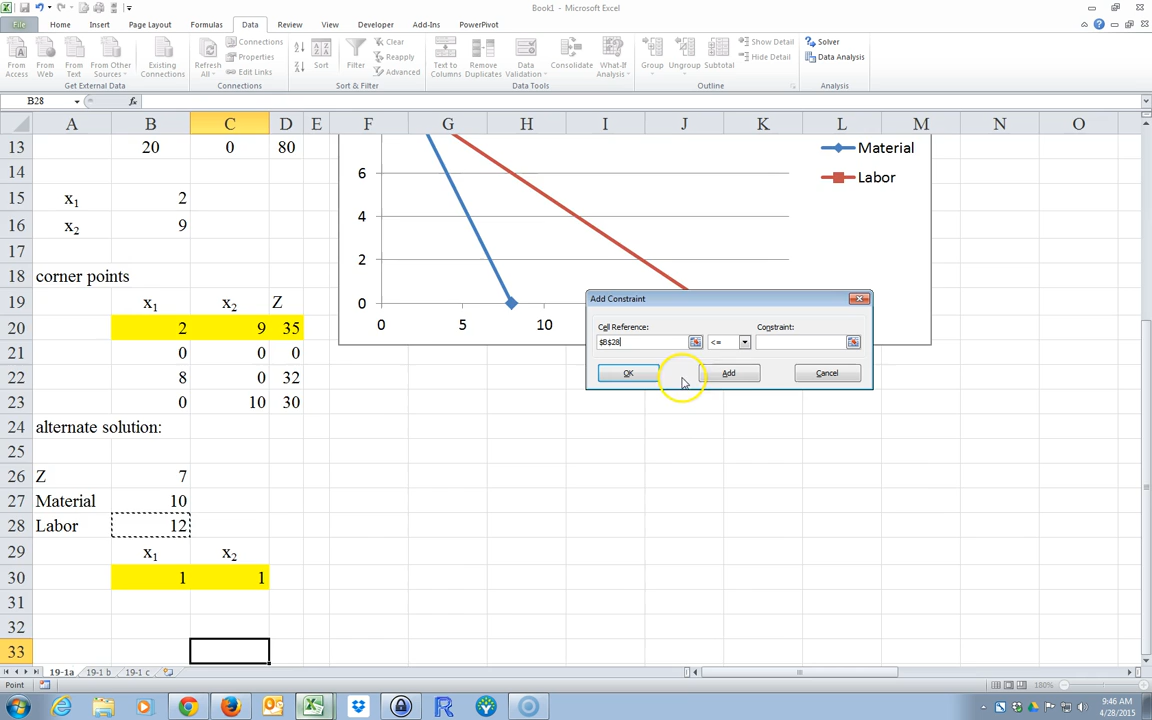 Book1 - Microsoft Excel
File Home Insert Page Layout Formulas Data Review View Developer Add-Ins PowerPivot
From Access From Web From Text From Other Sources Existing Connections Refresh All Connections Properties Edit Links Sort Filter Clear Reapply Advanced Text to Columns Remove Duplicates Data Validation Consolidate What-If Analysis Group Ungroup Subtotal Show Detail Hide Detail Solver Data Analysis
Get External Data Connections Sort & Filter Data Tools Outline Analysis
B28 fx
A B C D E F G H I J K L M N O
13 20 0 80
14
15 x1 2
16 x2 9
17
18 corner points
19 x1 x2 Z
20 2 9 35
21 0 0 0
22 8 0 32
23 0 10 30
24 alternate solution:
25
26 Z 7
27 Material 10
28 Labor 12
29 x1 x2
30 1 1
31
32
33
6
4
2
0
0 5 10
Material
Labor
Add Constraint
Cell Reference: Constraint:
$B$28 <=
OK Add Cancel
19-1a 19-1 b 19-1 c
Point 180%
9:46 AM
4/28/2015